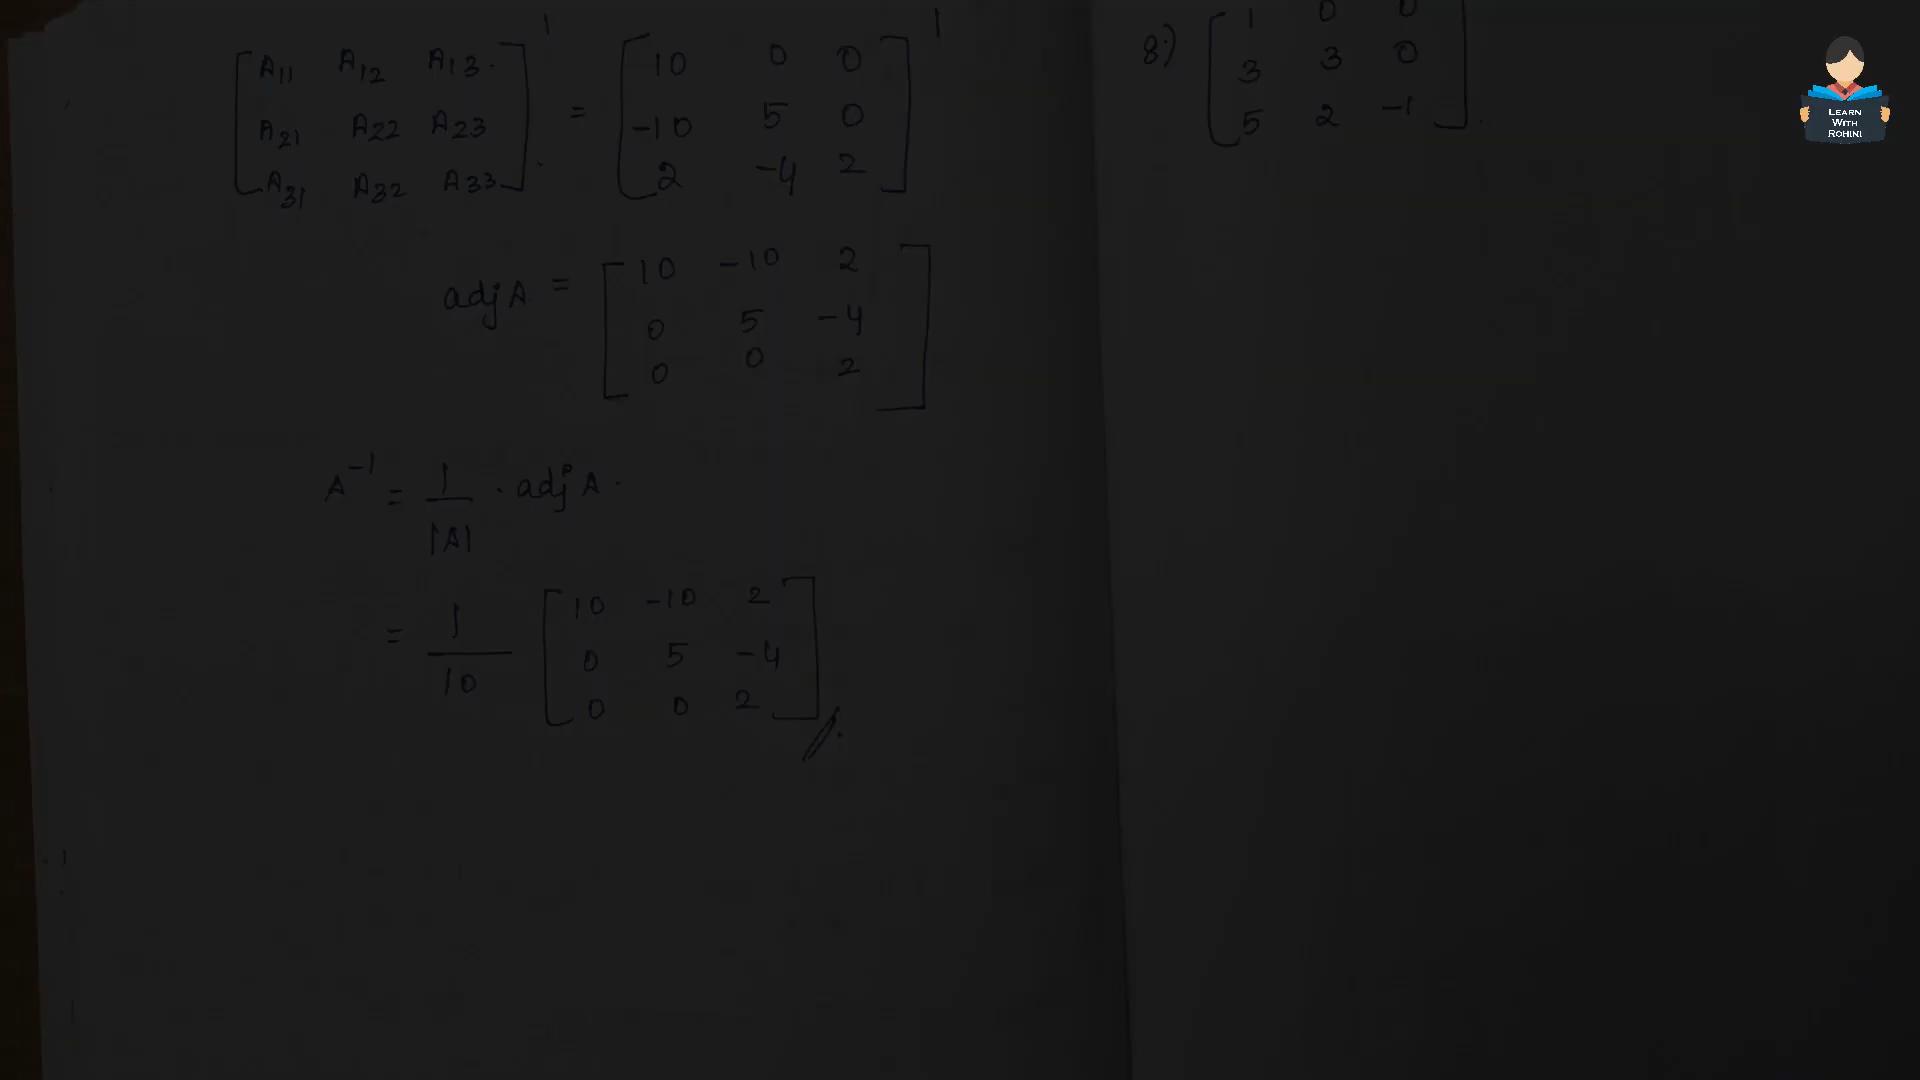 [A11 A12 A13]' = [10 0 0]'
[A21 A22 A23] [-10 5 0]
[A31 A32 A33] [2 -4 2]
adj A = [10 -10 2]
[0 5 -4]
[0 0 2]
A⁻¹ = 1/|A| · adj A.
= 1/10 [10 -10 2]
[0 5 -4]
[0 0 2]
8) [1 0 0]
[3 3 0]
[5 2 -1]
LEARN
WITH
ROHINI